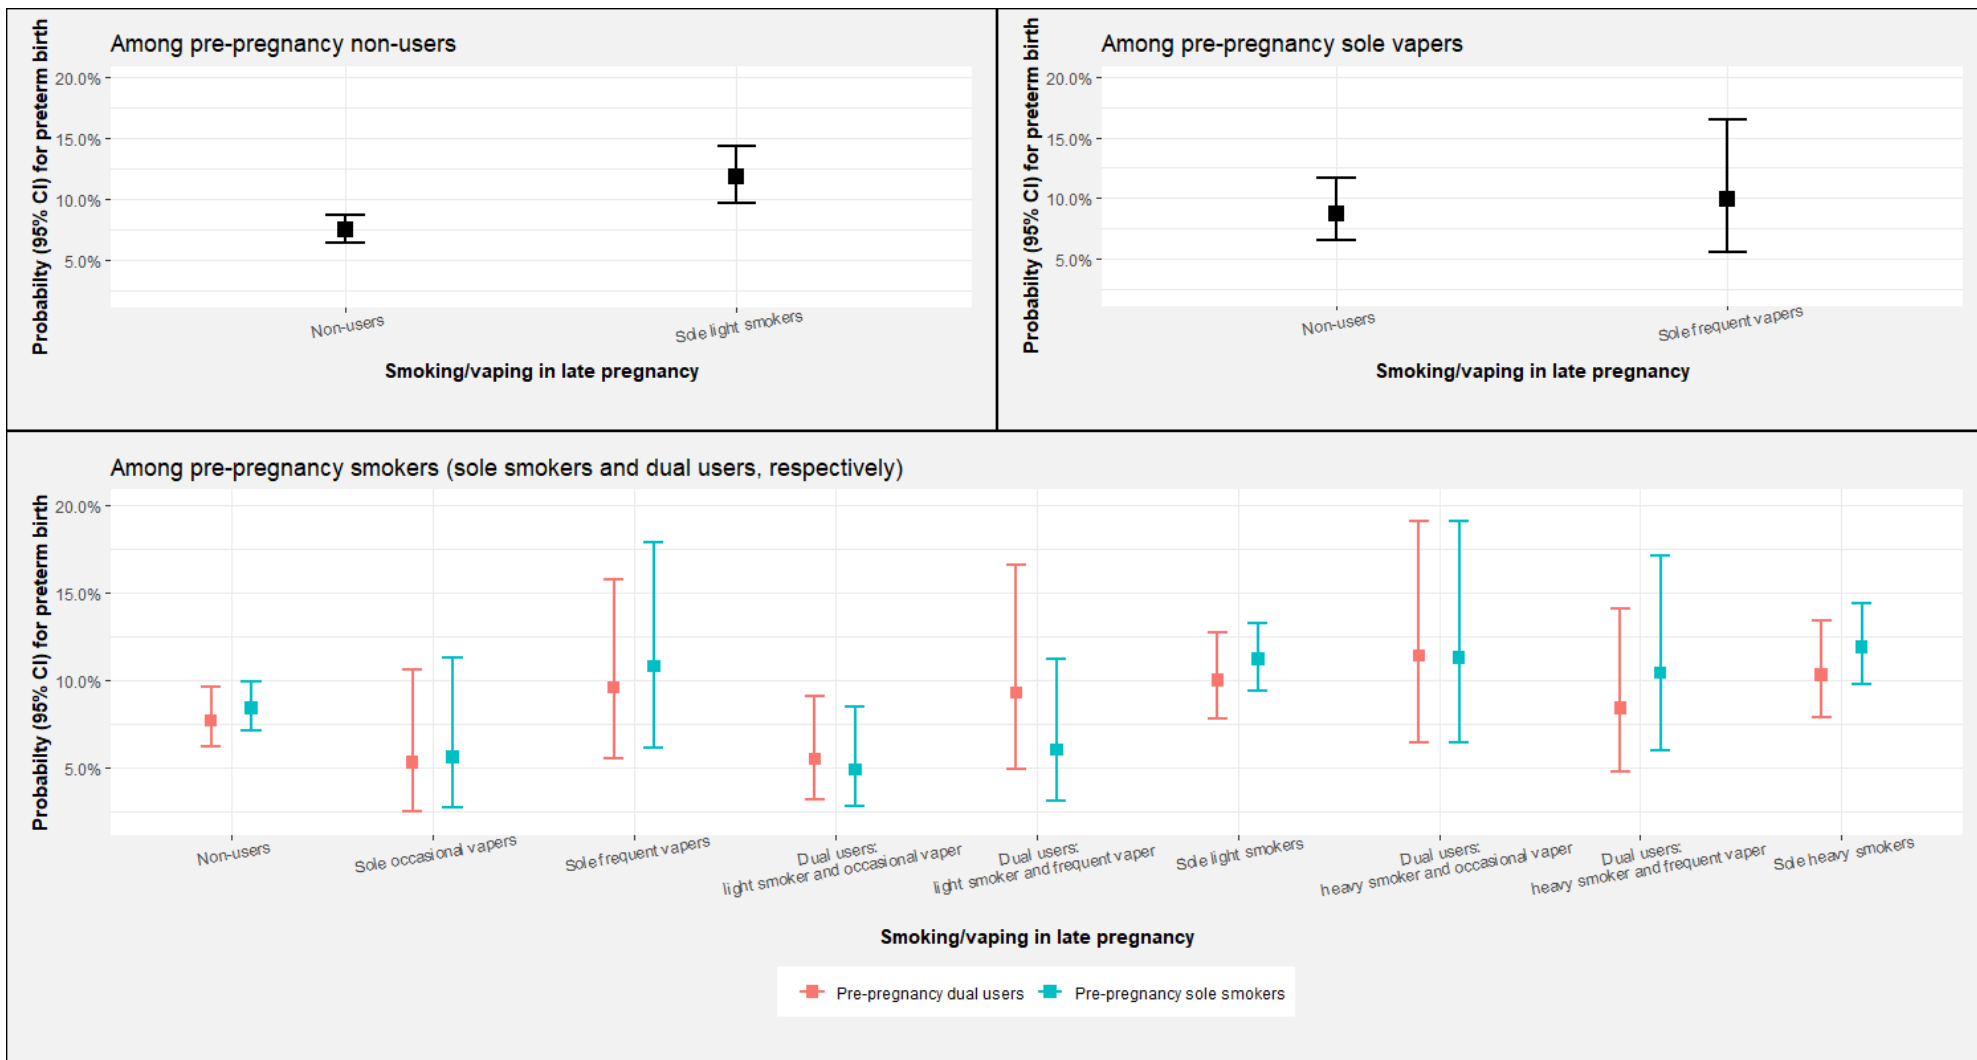 Among pre-pregnancy non-users
Probabilty (95% CI) for preterm birth
20.0%
15.0%
10.0%
5.0%
Non-users
Sole light smokers
Smoking/vaping in late pregnancy
Among pre-pregnancy sole vapers
Probabilty (95% CI) for preterm birth
20.0%
15.0%
10.0%
5.0%
Non-users
Sole frequent vapers
Smoking/vaping in late pregnancy
Among pre-pregnancy smokers (sole smokers and dual users, respectively)
Probabilty (95% CI) for preterm birth
20.0%
15.0%
10.0%
5.0%
Non-users
Sole occasional vapers
Sole frequent vapers
Dual users:
light smoker and occasional vaper
Dual users:
light smoker and frequent vaper
Sole light smokers
Dual users:
heavy smoker and occasional vaper
Dual users:
heavy smoker and frequent vaper
Sole heavy smokers
Smoking/vaping in late pregnancy
Pre-pregnancy dual users
Pre-pregnancy sole smokers